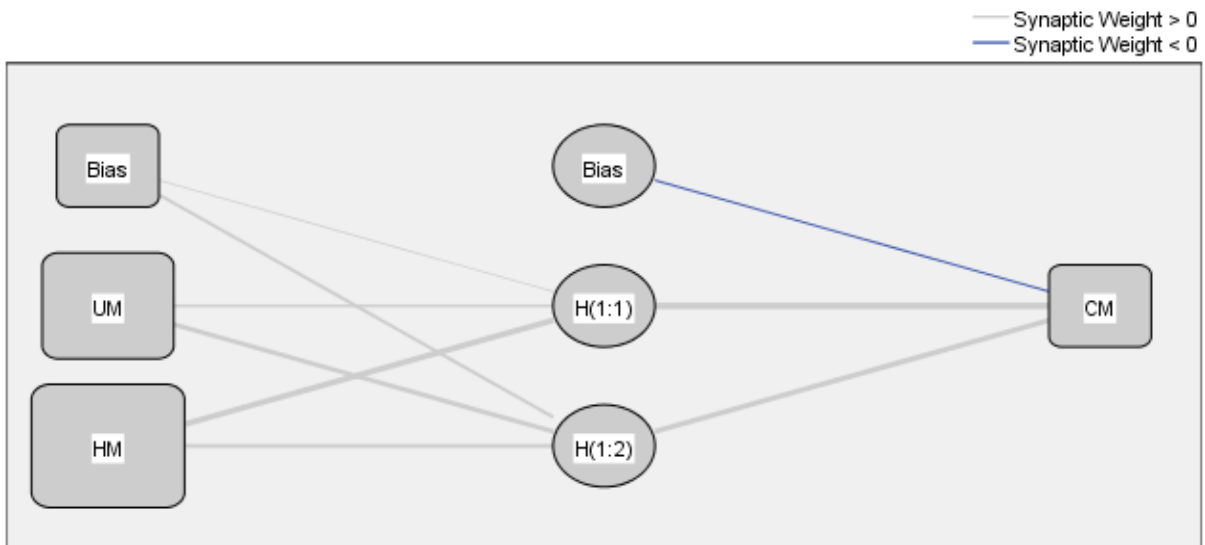 Synaptic Weight > 0
Synaptic Weight < 0
Bias
Bias
UM
H(1:1)
CM
HM
H(1:2)